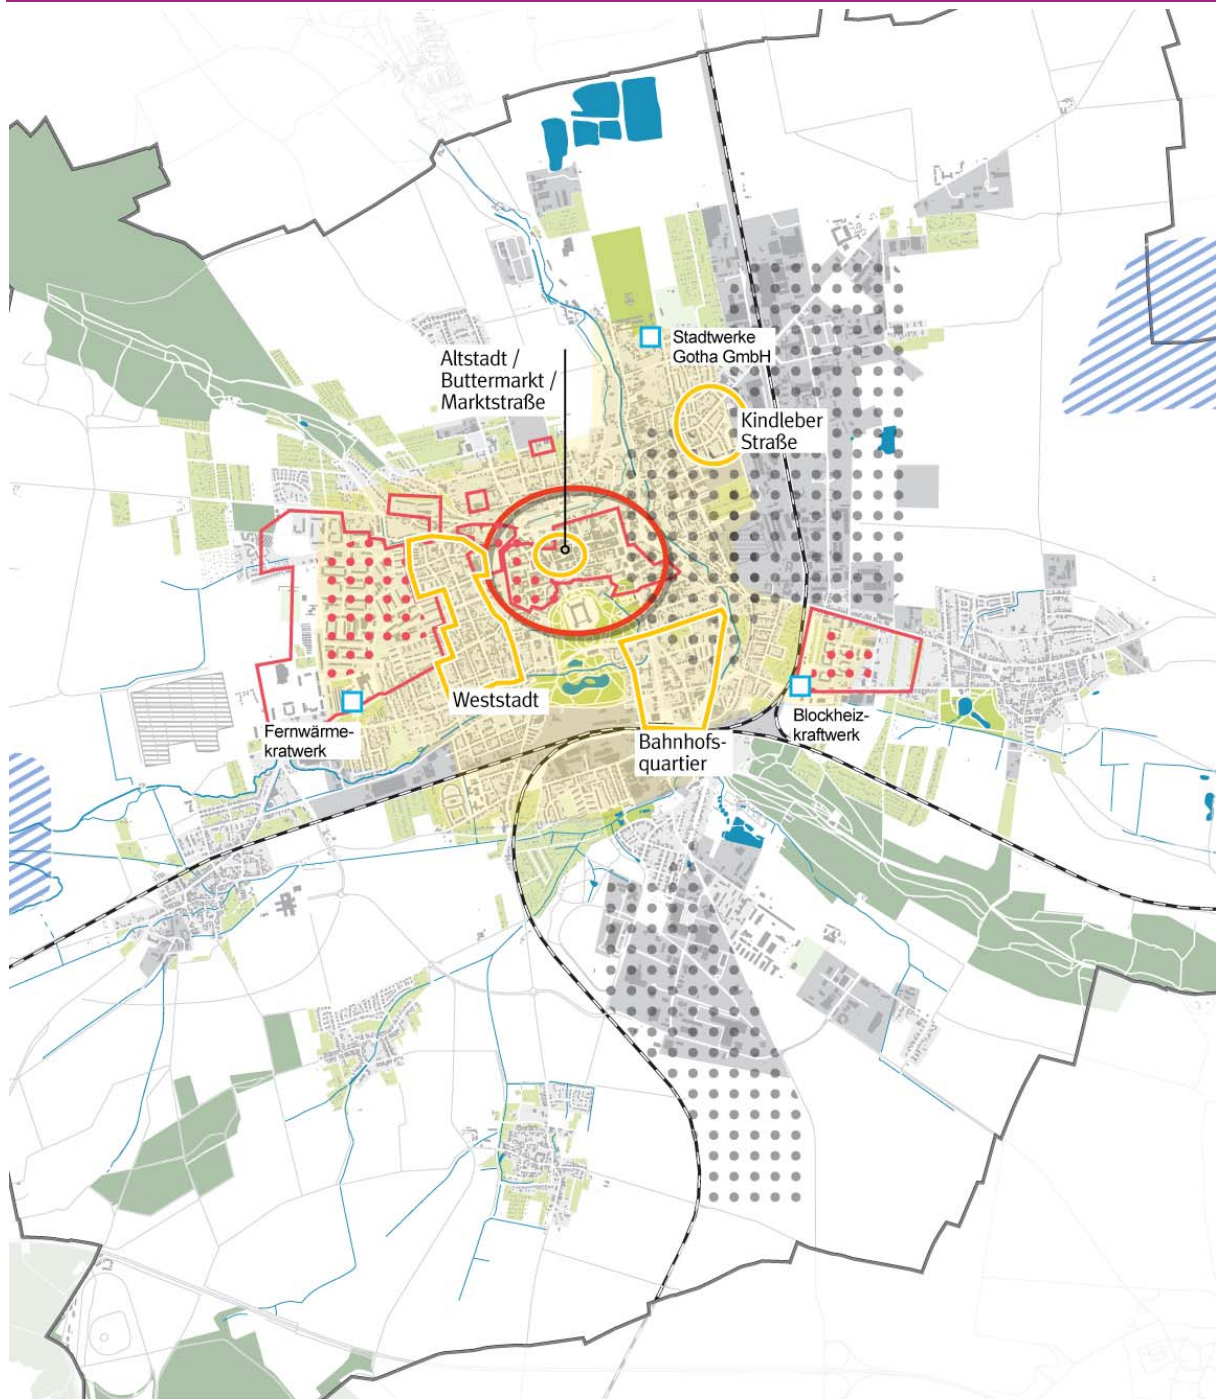 Stadtwerke
Gotha GmbH
Altstadt /
Buttermarkt /
Marktstraße
Kindleber
Straße
Weststadt
Fernwärme-
kratwerk
Blockheiz-
kraftwerk
Bahnhofs-
quartier